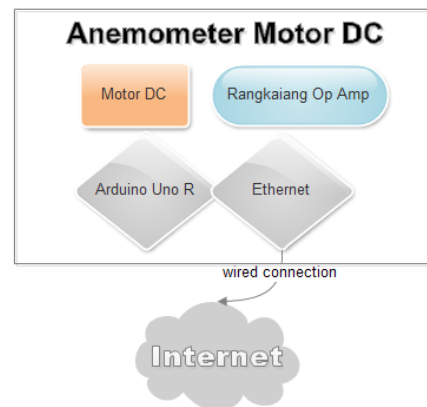 Anemometer Motor DC
Motor DC
Rangkaiang Op Amp
Arduino Uno R
Ethernet
wired connection
Internet